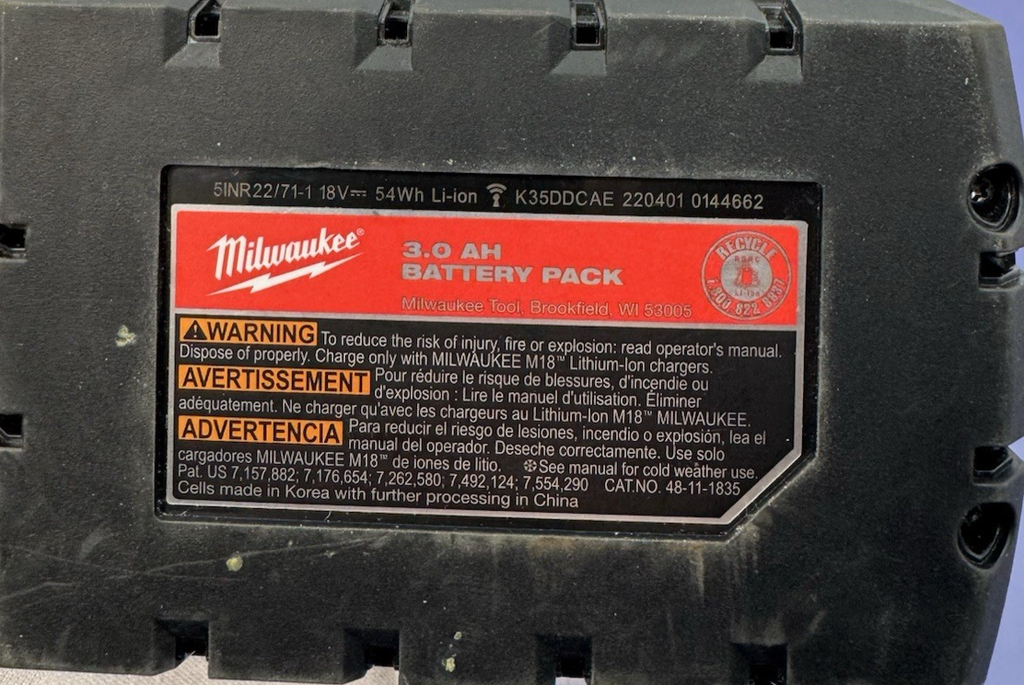 5INR22/71-1 18V⎓ 54Wh Li-ion K35DDCAE 220401 0144662
Milwaukee®
3.0 AH
BATTERY PACK
Milwaukee Tool, Brookfield, WI 53005
RECYCLE
RBRC
Li-ion
1.800.822.8837
⚠WARNING To reduce the risk of injury, fire or explosion: read operator's manual.
Dispose of properly. Charge only with MILWAUKEE M18™ Lithium-Ion chargers.
AVERTISSEMENT Pour réduire le risque de blessures, d'incendie ou
d'explosion : Lire le manuel d'utilisation. Éliminer
adéquatement. Ne charger qu'avec les chargeurs au Lithium-Ion M18™ MILWAUKEE.
ADVERTENCIA Para reducir el riesgo de lesiones, incendio o explosión, lea el
manual del operador. Deseche correctamente. Use solo
cargadores MILWAUKEE M18™ de iones de litio. ❄See manual for cold weather use.
Pat. US 7,157,882; 7,176,654; 7,262,580; 7,492,124; 7,554,290 CAT.NO. 48-11-1835
Cells made in Korea with further processing in China